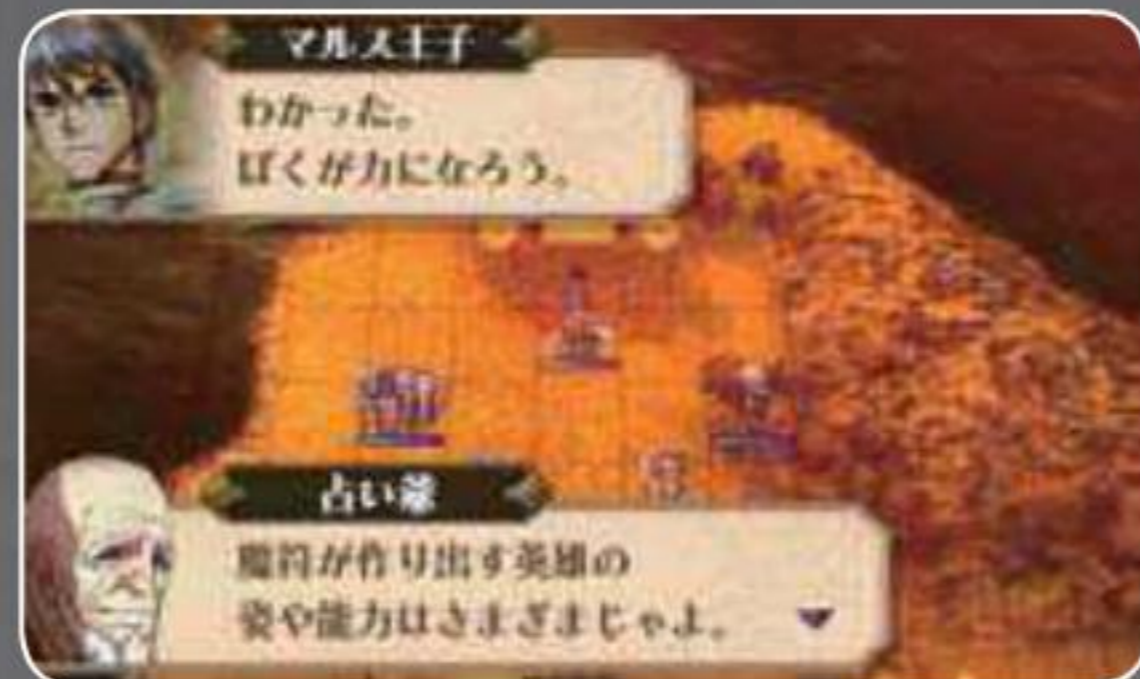 マルス王子
わかった。
ぼくが力になろう。
占い爺
魔符が作り出す英雄の
姿や能力はさまざまじゃよ。